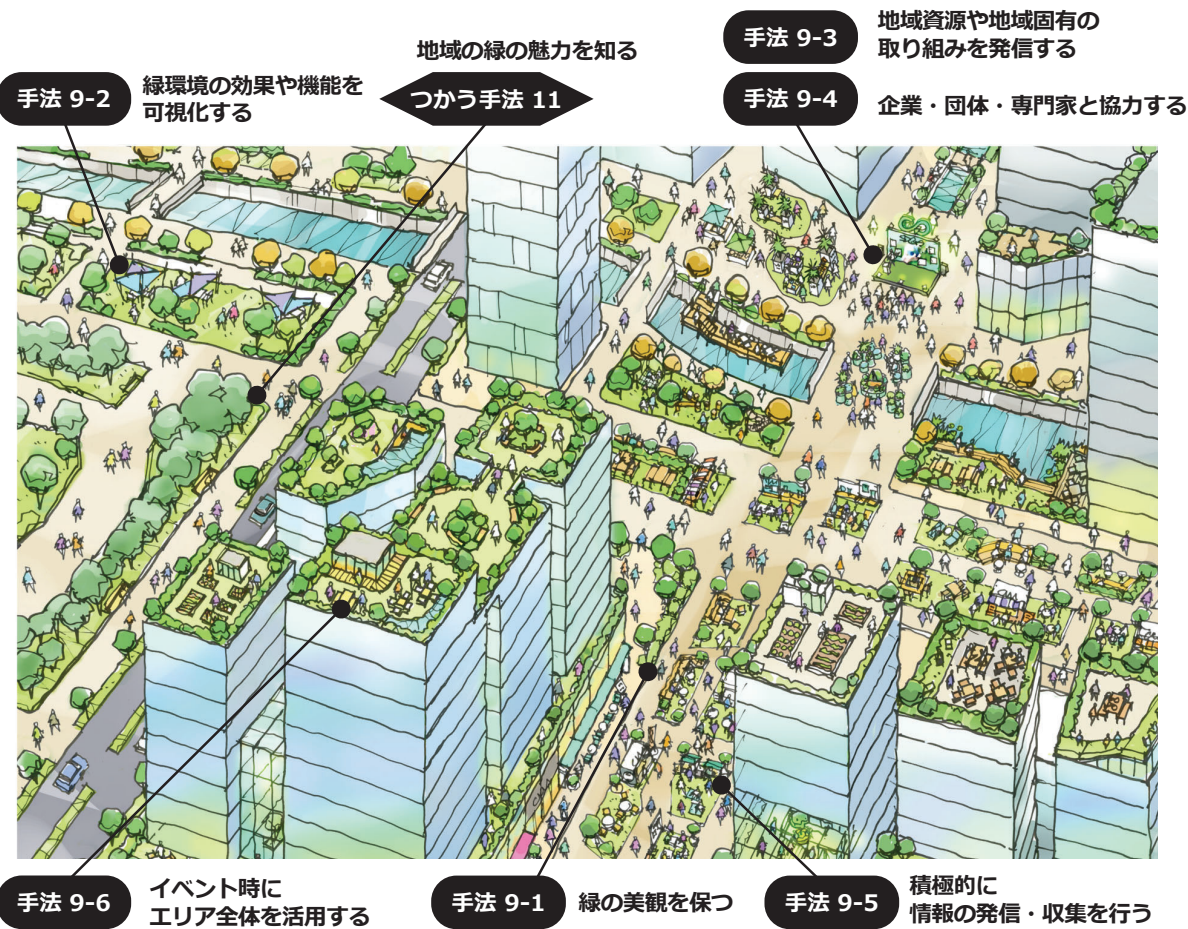 手法 9-3
地域資源や地域固有の
取り組みを発信する
地域の緑の魅力を知る
手法 9-2
緑環境の効果や機能を
可視化する
つかう手法 11
手法 9-4
企業・団体・専門家と協力する
手法 9-6
イベント時に
エリア全体を活用する
手法 9-1
緑の美観を保つ
手法 9-5
積極的に
情報の発信・収集を行う